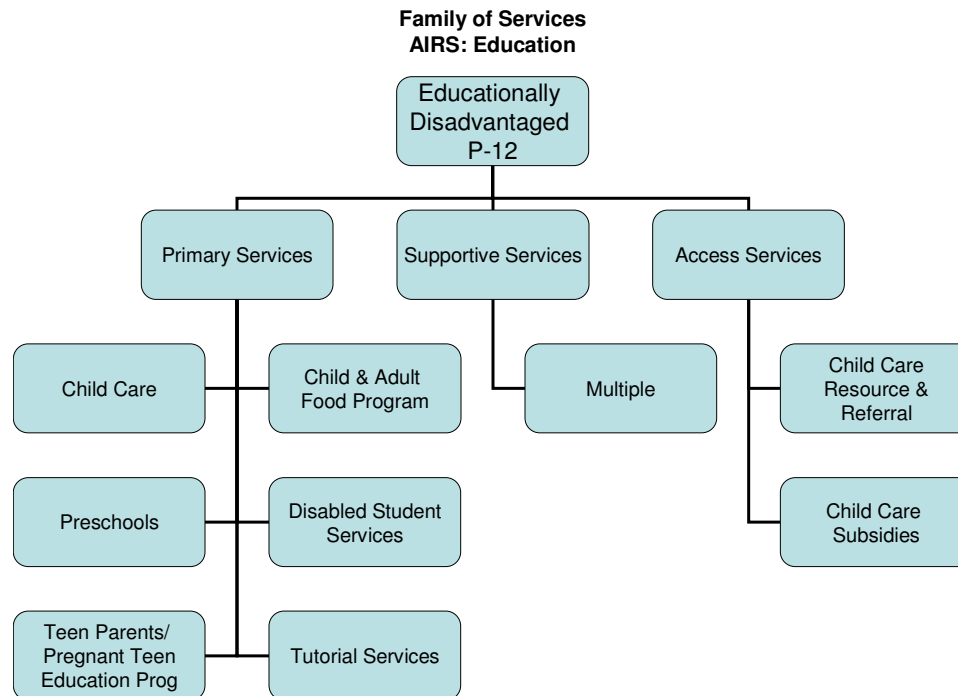 Family of Services
AIRS: Education
Educationally
Disadvantaged
P-12
Primary Services
Supportive Services
Access Services
Child Care
Child & Adult
Food Program
Multiple
Child Care
Resource &
Referral
Preschools
Disabled Student
Services
Child Care
Subsidies
Teen Parents/
Pregnant Teen
Education Prog
Tutorial Services